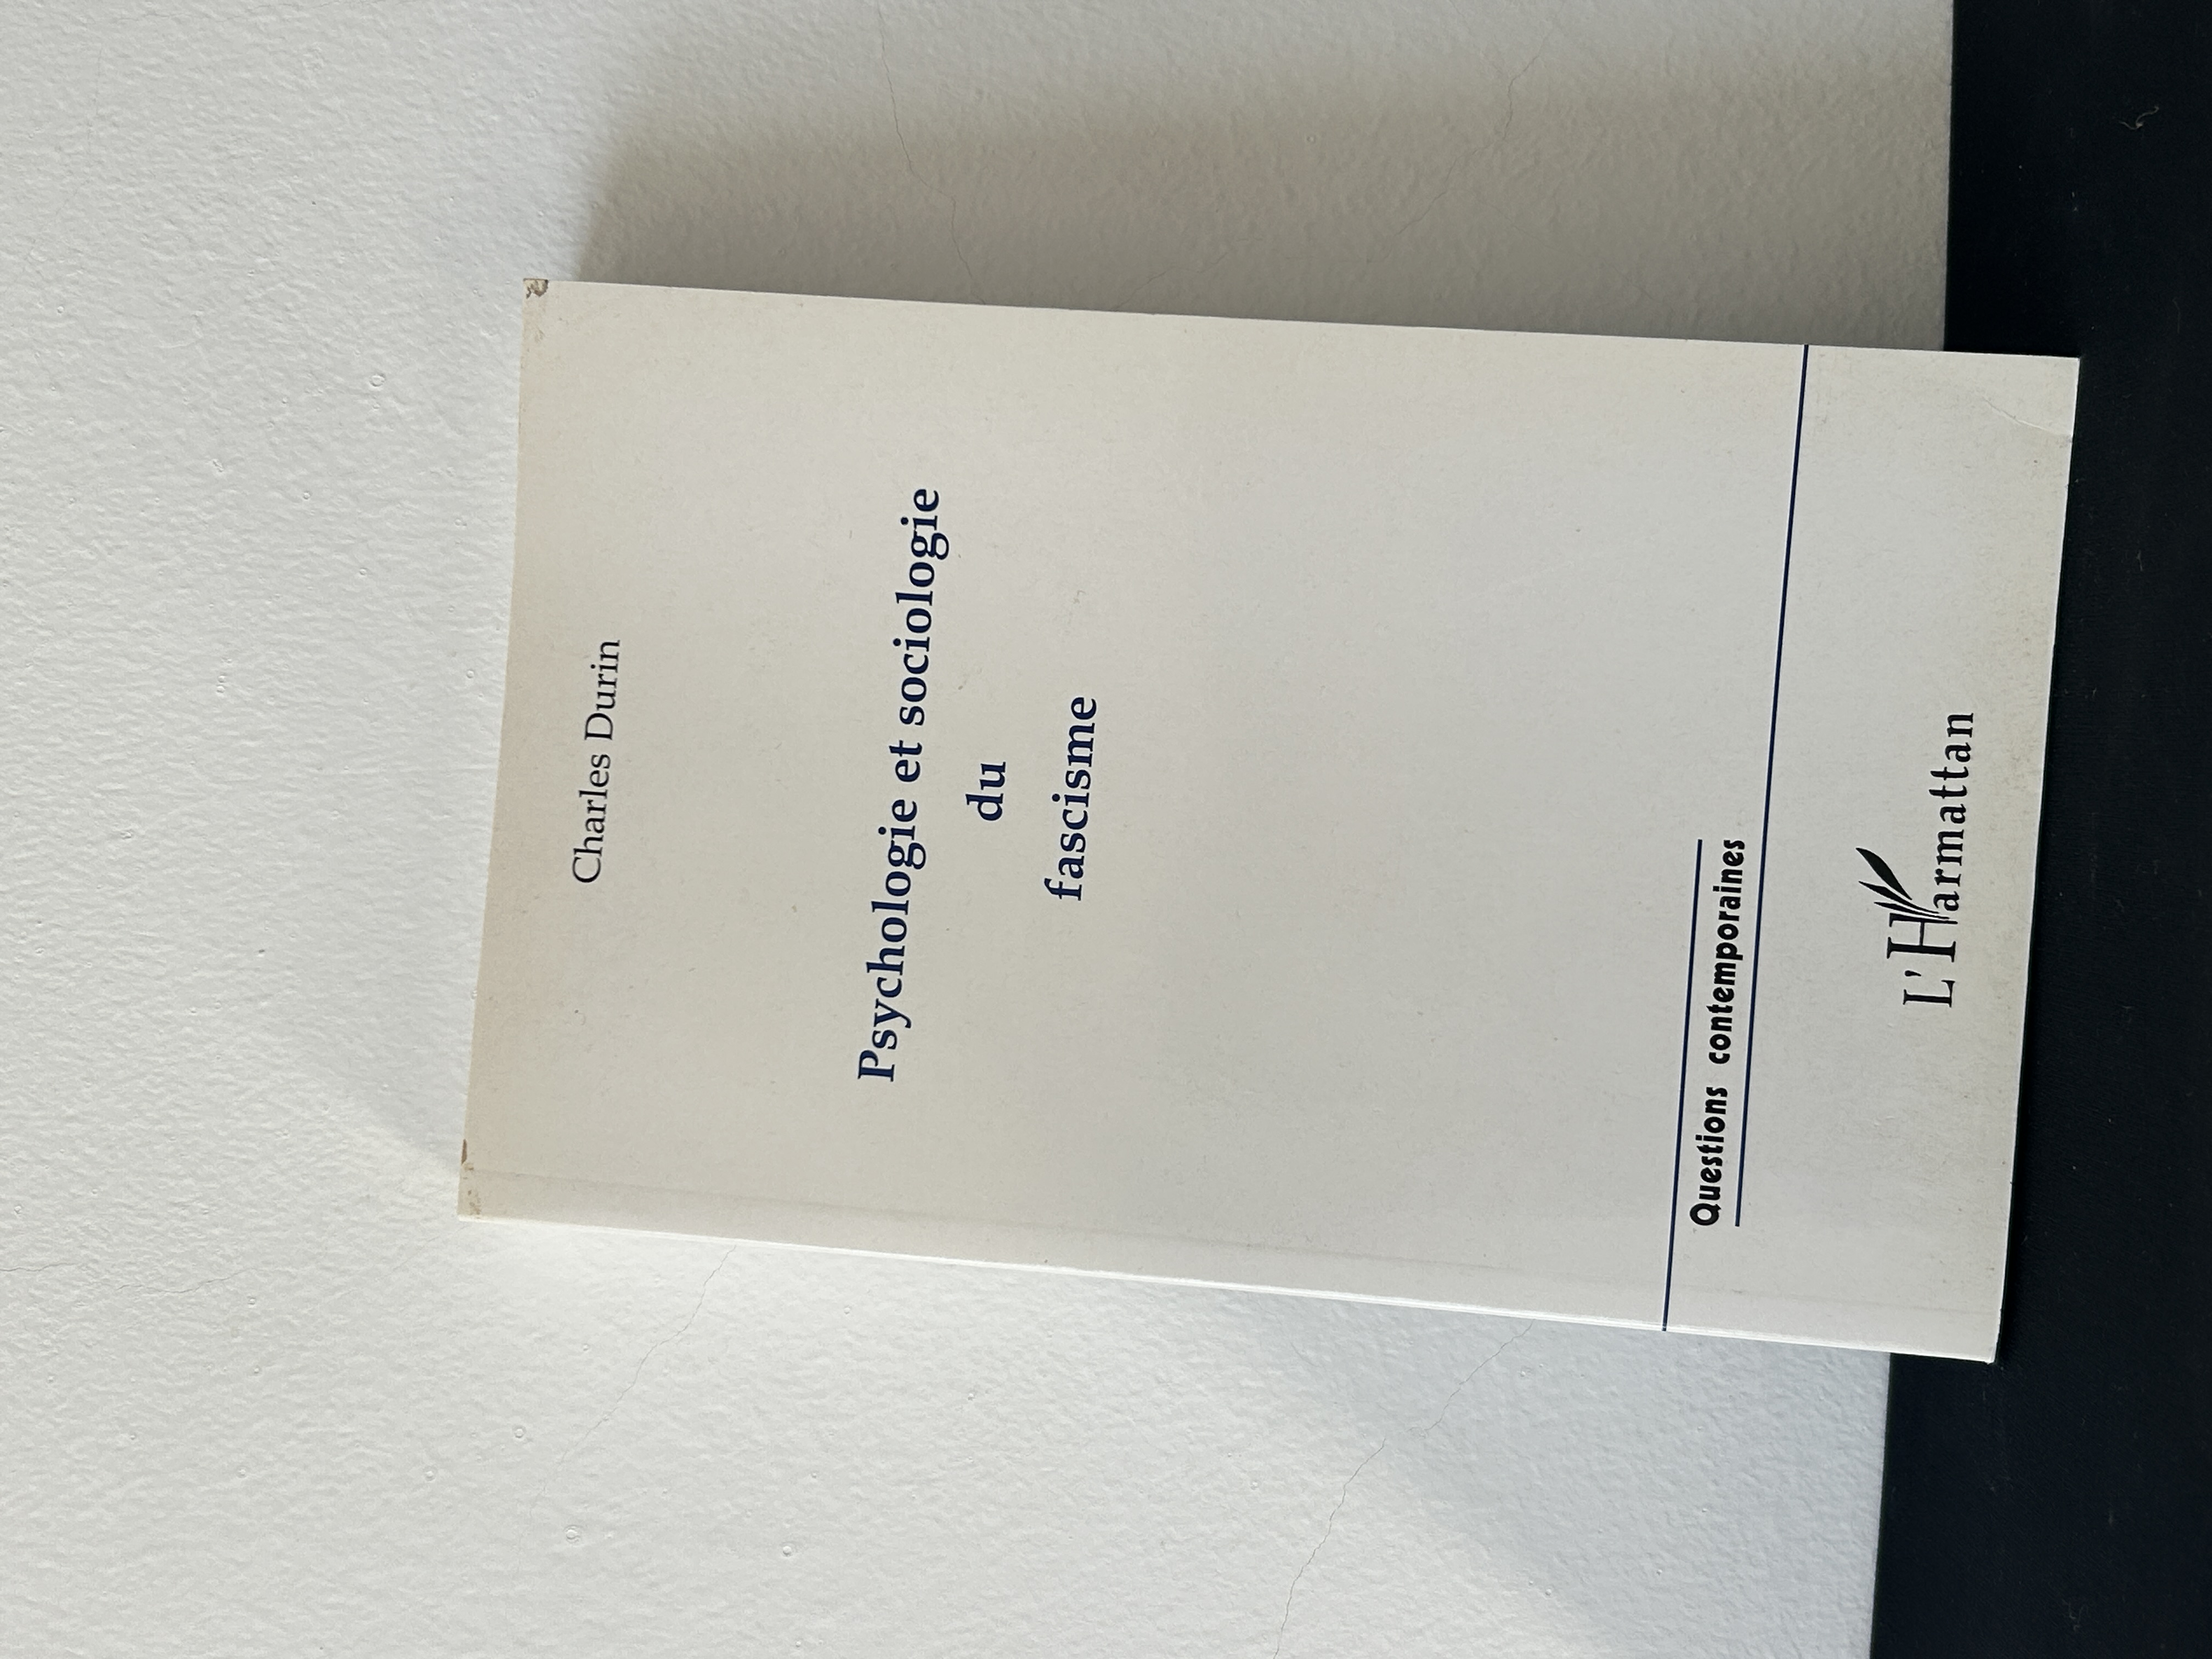 Charles Durin
Psychologie et sociologie
du
fascisme
Questions contemporaines
L'Harmattan